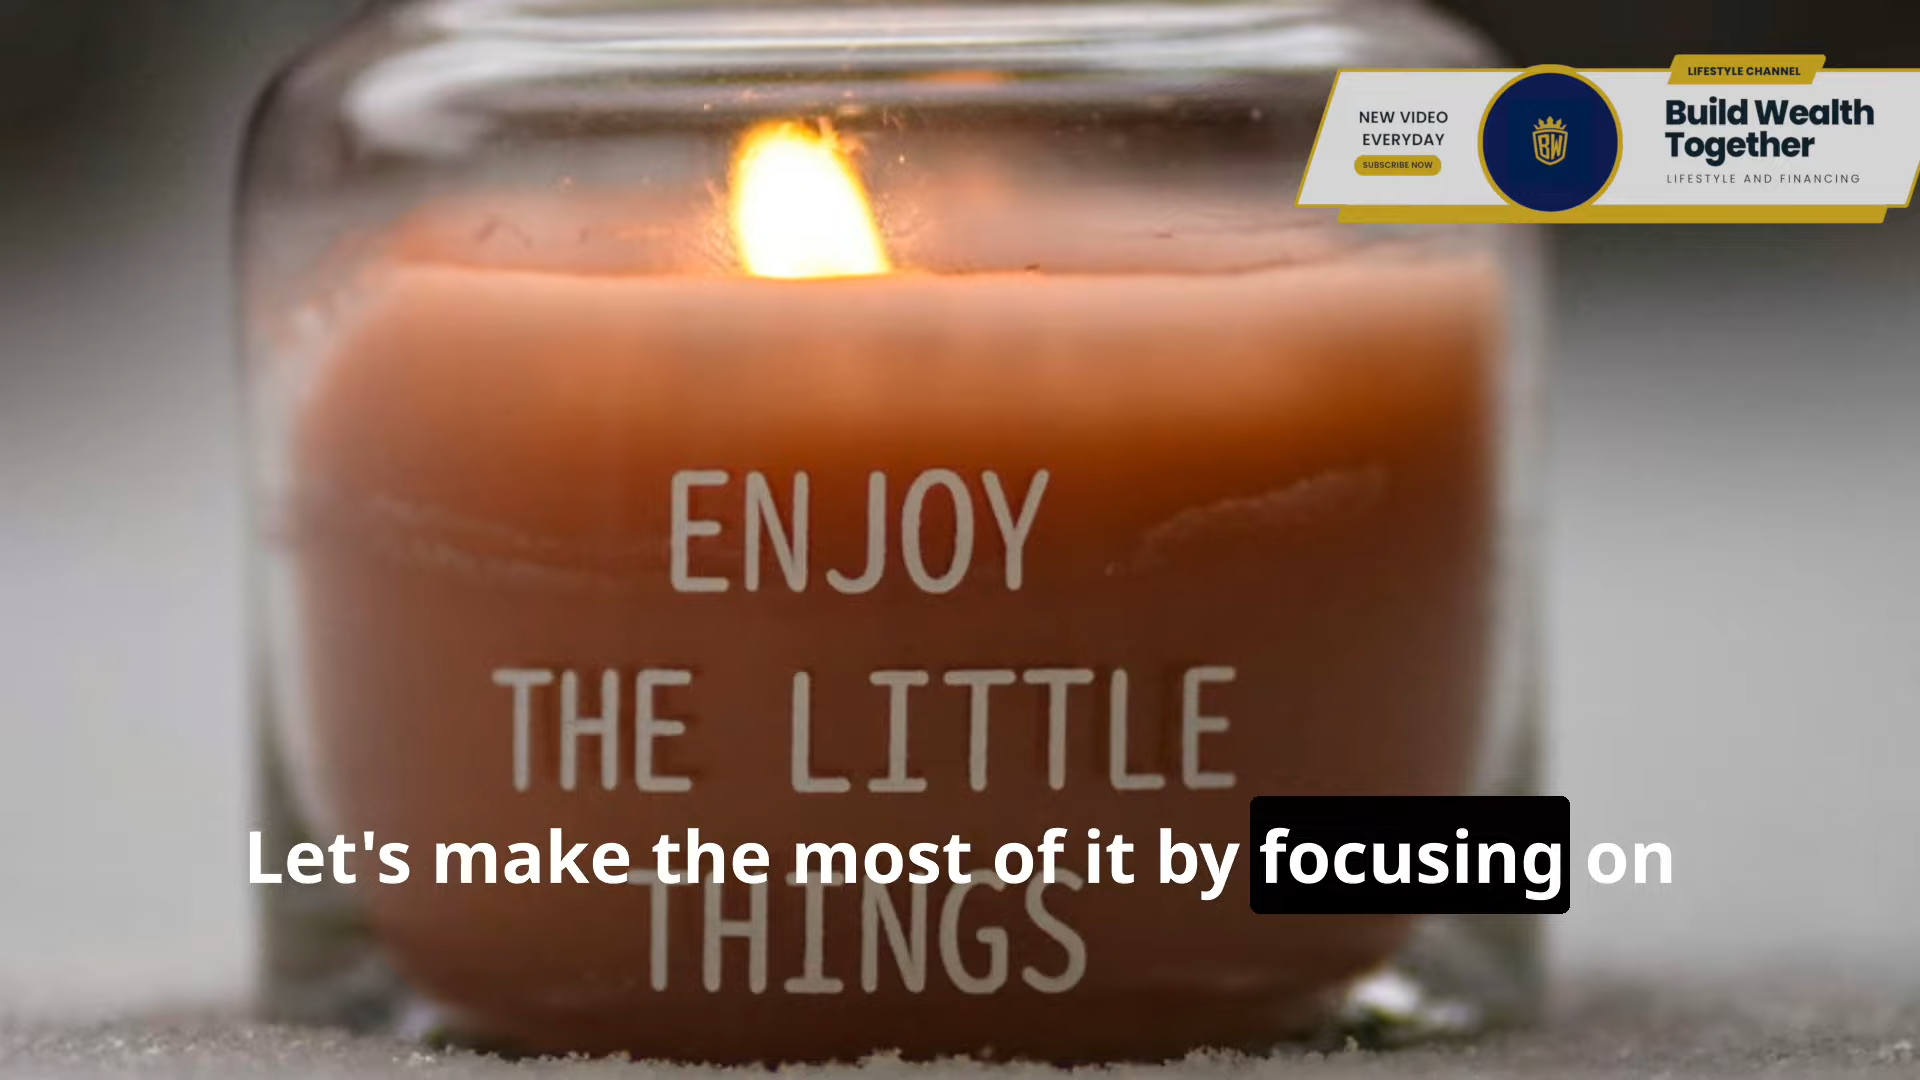 LIFESTYLE CHANNEL
NEW VIDEO
EVERYDAY
SUBSCRIBE NOW
BW
Build Wealth
Together
LIFESTYLE AND FINANCING
ENJOY
THE LITTLE
THINGS
Let's make the most of it by focusing on